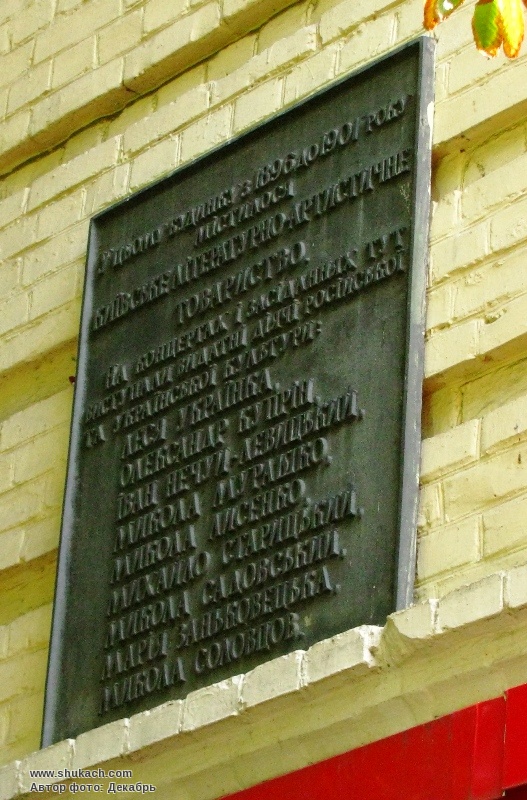 У цьому будинку з 1896 до 1901 року
містилося
Київське літературно-артистичне
товариство.
На концертах і засіданнях тут
виступали видатні діячі російської
та української культури:
Леся Українка,
Олександр Купрін,
Іван Нечуй-Левицький,
Микола Мурашко,
Микола Лисенко,
Михайло Старицький,
Микола Садовський,
Марія Заньковецька,
Микола Соловцов.
www.shukach.com
Автор фото: Декабрь